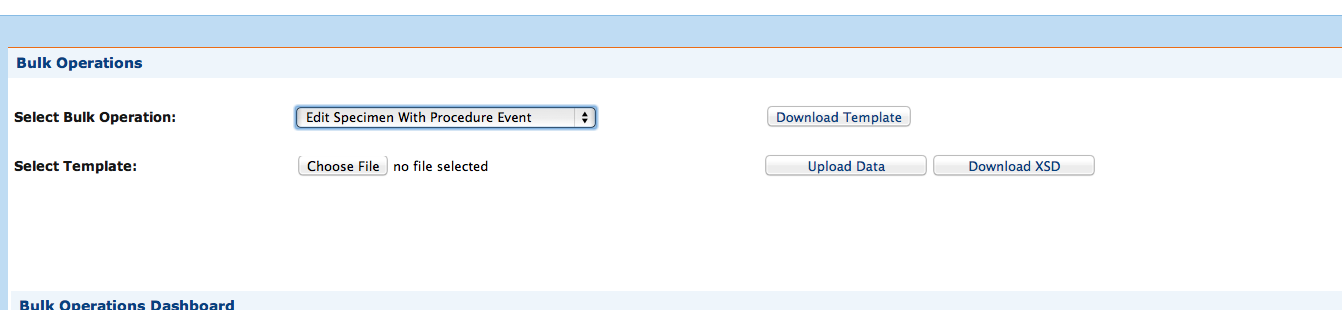 Bulk Operations
Select Bulk Operation: Edit Specimen With Procedure Event Download Template
Select Template: Choose File no file selected Upload Data Download XSD
Bulk Operations Dashboard